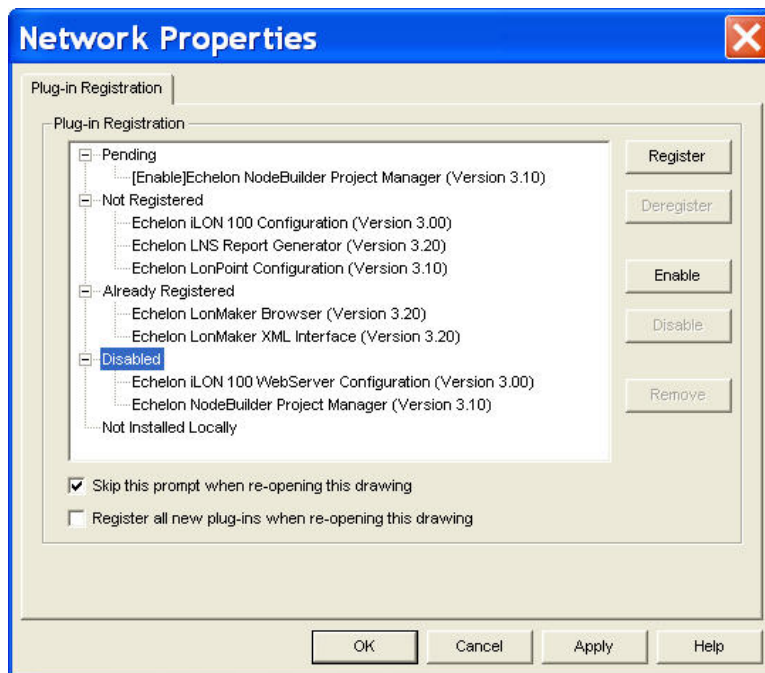 Network Properties
Plug-in Registration
Plug-in Registration
Pending
[Enable]Echelon NodeBuilder Project Manager (Version 3.10)
Not Registered
Echelon iLON 100 Configuration (Version 3.00)
Echelon LNS Report Generator (Version 3.20)
Echelon LonPoint Configuration (Version 3.10)
Already Registered
Echelon LonMaker Browser (Version 3.20)
Echelon LonMaker XML Interface (Version 3.20)
Disabled
Echelon iLON 100 WebServer Configuration (Version 3.00)
Echelon NodeBuilder Project Manager (Version 3.10)
Not Installed Locally
Register
Deregister
Enable
Disable
Remove
Skip this prompt when re-opening this drawing
Register all new plug-ins when re-opening this drawing
OK Cancel Apply Help